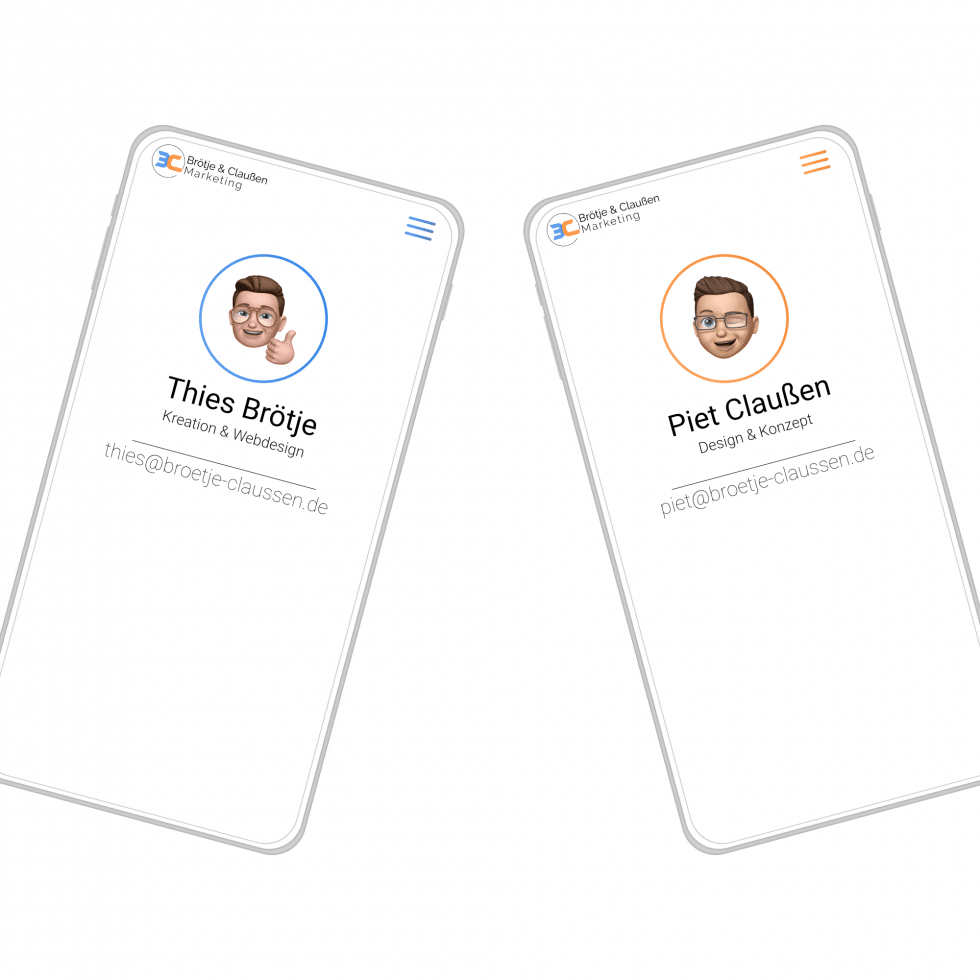 BC Brötje & Claußen
Marketing
Thies Brötje
Kreation & Webdesign
thies@broetje-claussen.de
BC Brötje & Claußen
Marketing
Piet Claußen
Design & Konzept
piet@broetje-claussen.de